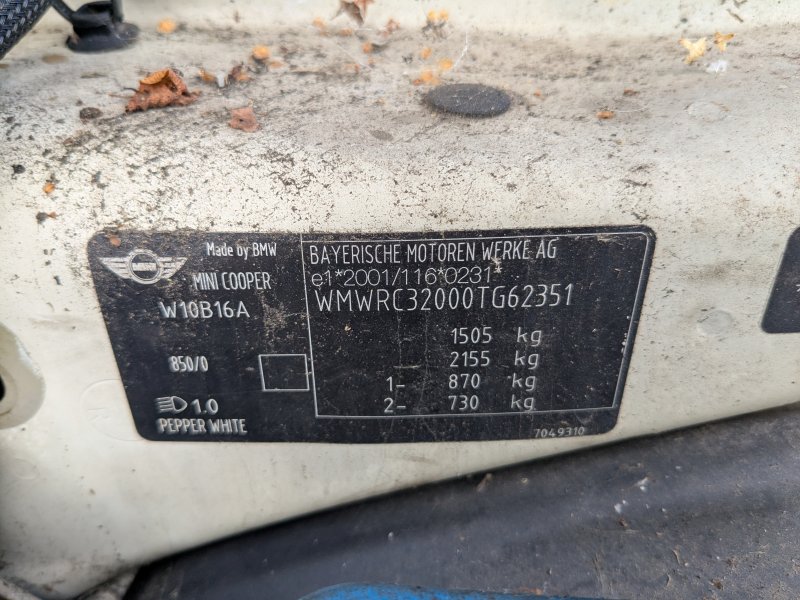 Made by BMW
MINI
MINI COOPER
W10B16A
850/0
1.0
PEPPER WHITE
BAYERISCHE MOTOREN WERKE AG
e1*2001/116*0231*
WMWRC32000TG62351
1505 kg
2155 kg
1- 870 kg
2- 730 kg
7049310